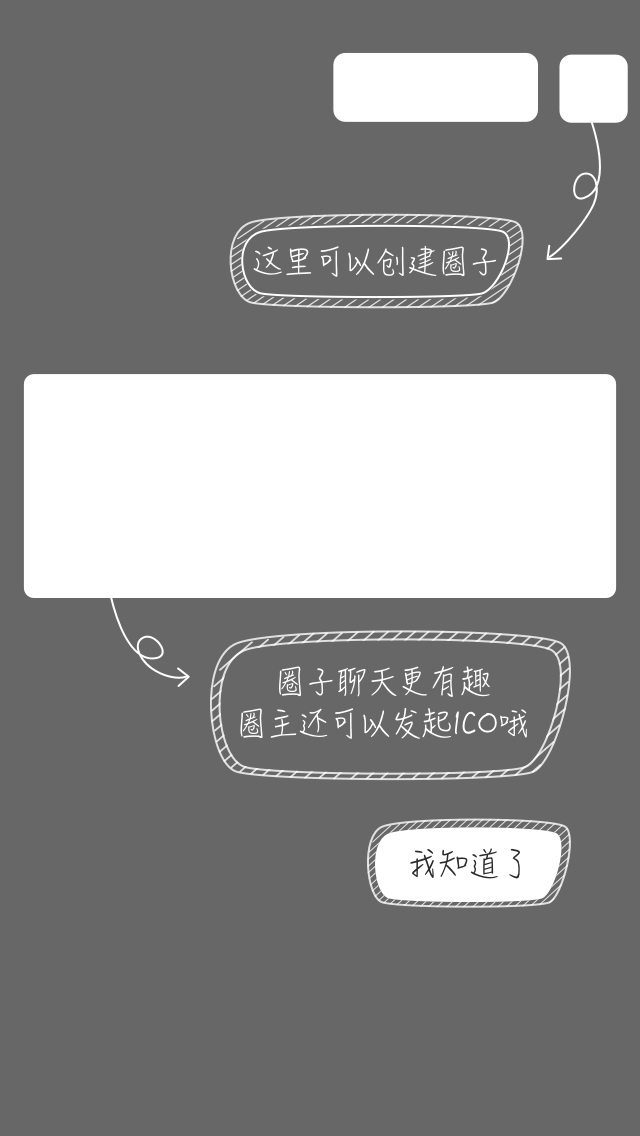 这里可以创建圈子
圈子聊天更有趣
圈主还可以发起ICO哦
我知道了